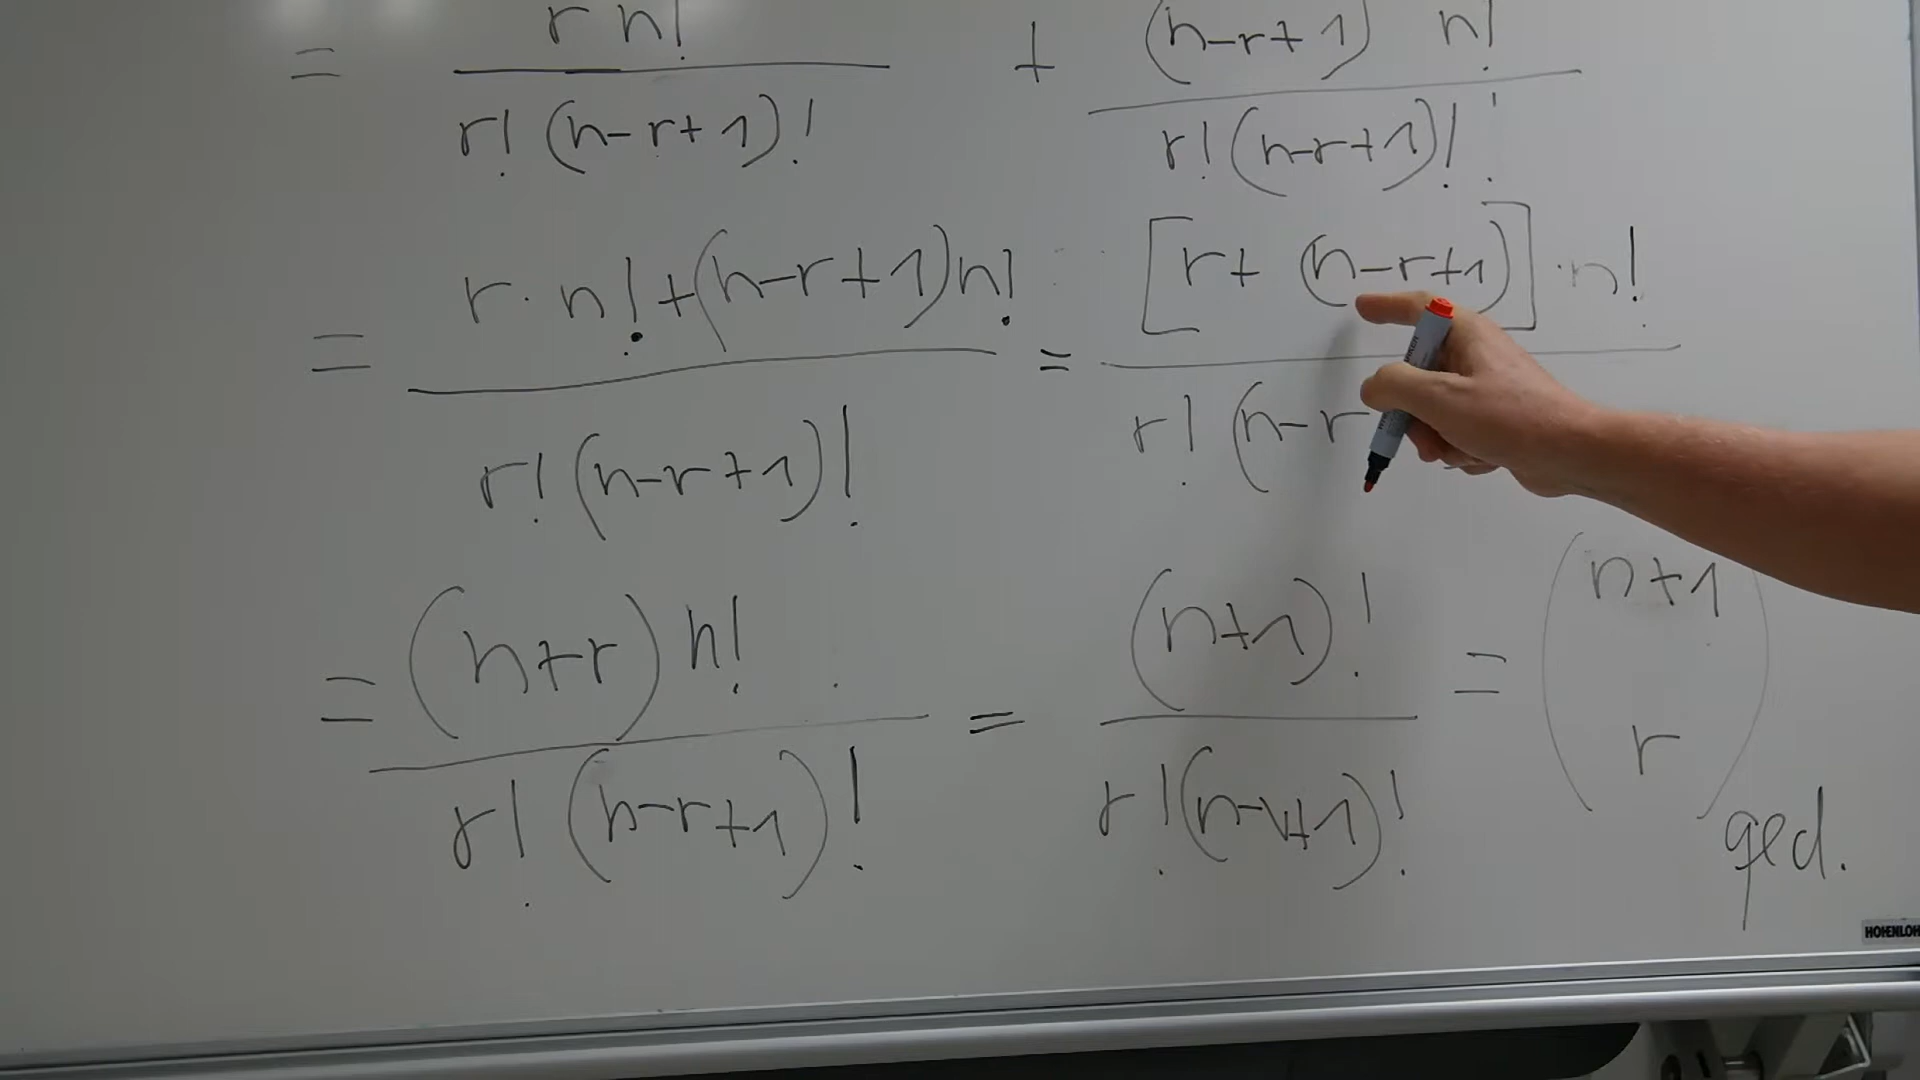 = r n! / r! (n-r+1)! + (n-r+1) n! / r! (n-r+1)!
= r · n! + (n-r+1) n! / r! (n-r+1)! = [r + (n-r+1)] · n! / r! (n-r
= (n+r) n! / r! (n-r+1)! = (n+1)! / r! (n-r+1)! = (n+1 r)
qed.
HOHENLOH